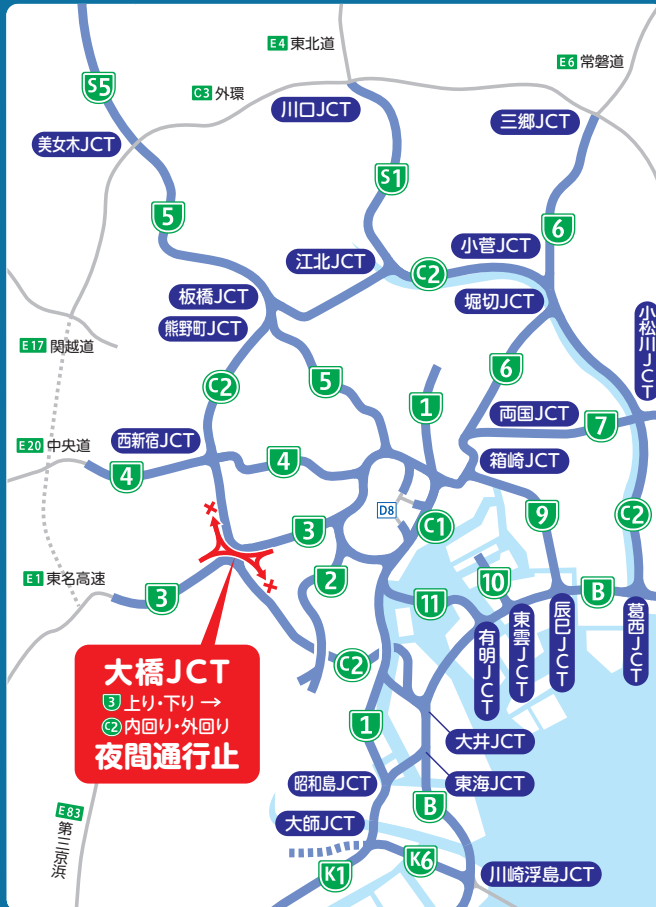 E4 東北道
E6 常磐道
S5
C3 外環
川口JCT
三郷JCT
美女木JCT
S1
5
6
江北JCT
C2
小菅JCT
板橋JCT
堀切JCT
小松川JCT
熊野町JCT
E17 関越道
C2
5
6
1
両国JCT
7
E20 中央道
西新宿JCT
4
4
箱崎JCT
D8
9
C2
3
C1
E1 東名高速
3
2
11
10
B
有明JCT
東雲JCT
辰巳JCT
葛西JCT
大橋JCT
3 上り・下り →
C2 内回り・外回り
夜間通行止
C2
1
大井JCT
昭和島JCT
東海JCT
E83 第三京浜
大師JCT
B
K1
K6
川崎浮島JCT